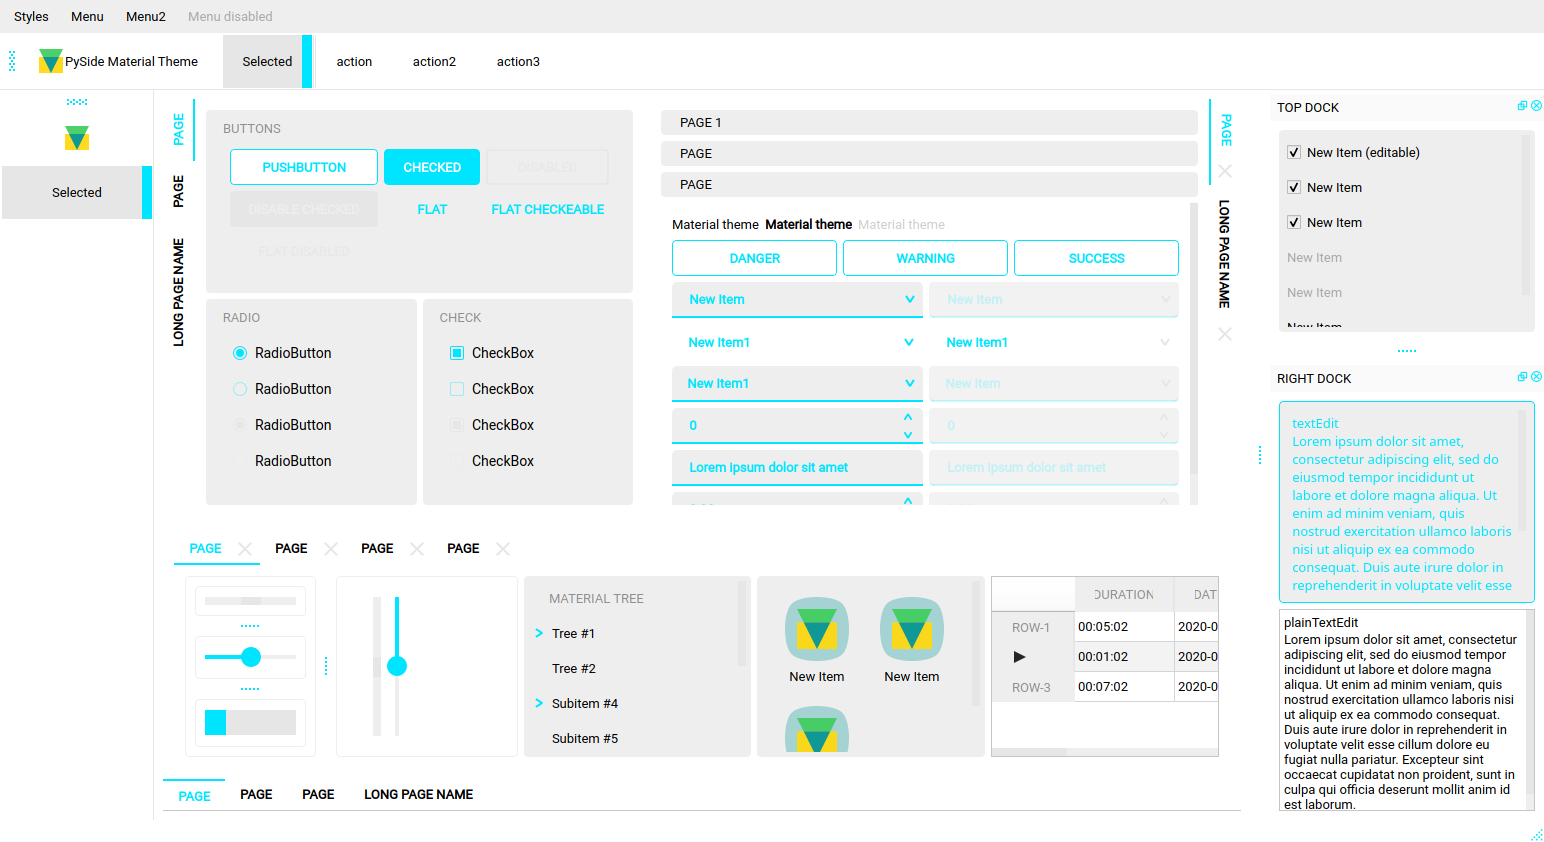 Styles Menu Menu2 Menu disabled
PySide Material Theme Selected action action2 action3
Selected
PAGE
PAGE
LONG PAGE NAME
BUTTONS
PUSHBUTTON CHECKED DISABLED
DISABLE CHECKED FLAT FLAT CHECKEABLE
FLAT DISABLED
RADIO
RadioButton
RadioButton
RadioButton
RadioButton
CHECK
CheckBox
CheckBox
CheckBox
CheckBox
PAGE 1
PAGE
PAGE
Material theme Material theme Material theme
DANGER WARNING SUCCESS
New Item New Item
New Item1 New Item1
New Item1 New Item
0 0
Lorem ipsum dolor sit amet Lorem ipsum dolor sit amet
PAGE
LONG PAGE NAME
PAGE PAGE PAGE PAGE
MATERIAL TREE
Tree #1
Tree #2
Subitem #4
Subitem #5
New Item New Item
DURATION DAT
ROW-1 00:05:02 2020-0
00:01:02 2020-0
ROW-3 00:07:02 2020-0
PAGE PAGE PAGE LONG PAGE NAME
TOP DOCK
New Item (editable)
New Item
New Item
New Item
New Item
New Item
RIGHT DOCK
textEdit
Lorem ipsum dolor sit amet,
consectetur adipiscing elit, sed do
eiusmod tempor incididunt ut
labore et dolore magna aliqua. Ut
enim ad minim veniam, quis
nostrud exercitation ullamco laboris
nisi ut aliquip ex ea commodo
consequat. Duis aute irure dolor in
reprehenderit in voluptate velit esse
plainTextEdit
Lorem ipsum dolor sit amet, consectetur
adipiscing elit, sed do eiusmod tempor
incididunt ut labore et dolore magna
aliqua. Ut enim ad minim veniam, quis
nostrud exercitation ullamco laboris nisi
ut aliquip ex ea commodo consequat.
Duis aute irure dolor in reprehenderit in
voluptate velit esse cillum dolore eu
fugiat nulla pariatur. Excepteur sint
occaecat cupidatat non proident, sunt in
culpa qui officia deserunt mollit anim id
est laborum.